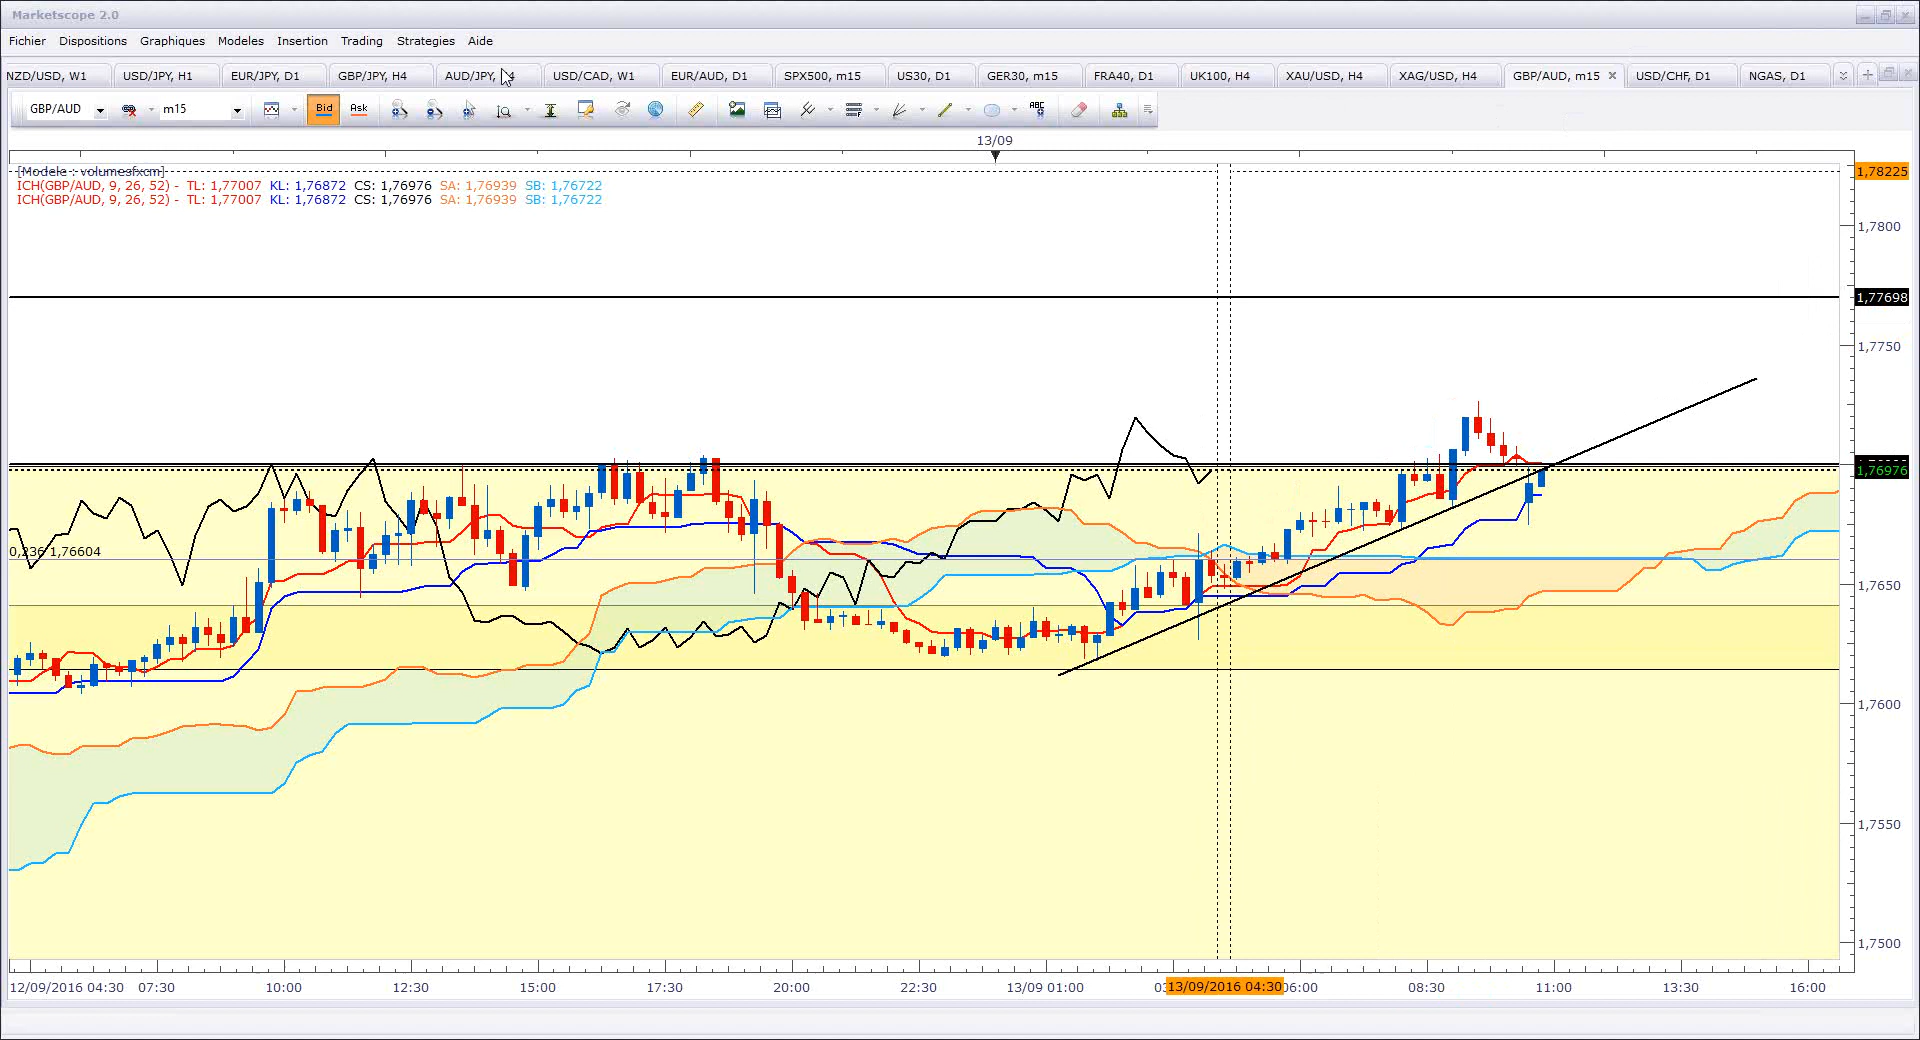 Marketscope 2.0
Fichier Dispositions Graphiques Modeles Insertion Trading Strategies Aide
NZD/USD, W1 USD/JPY, H1 EUR/JPY, D1 GBP/JPY, H4 AUD/JPY, USD/CAD, W1 EUR/AUD, D1 SPX500, m15 US30, D1 GER30, m15 FRA40, D1 UK100, H4 XAU/USD, H4 XAG/USD, H4 GBP/AUD, m15 USD/CHF, D1 NGAS, D1
GBP/AUD m15 Bid Ask ABC
13/09
[Modele : volumesfxcm]
ICH(GBP/AUD, 9, 26, 52) - TL: 1,77007 KL: 1,76872 CS: 1,76976 SA: 1,76939 SB: 1,76722
ICH(GBP/AUD, 9, 26, 52) - TL: 1,77007 KL: 1,76872 CS: 1,76976 SA: 1,76939 SB: 1,76722
1,78225
1,7800
1,77698
1,7750
1,76976
0,236 1,76604
1,7650
1,7600
1,7550
1,7500
12/09/2016 04:30 07:30 10:00 12:30 15:00 17:30 20:00 22:30 13/09 01:00 13/09/2016 04:30 06:00 08:30 11:00 13:30 16:00